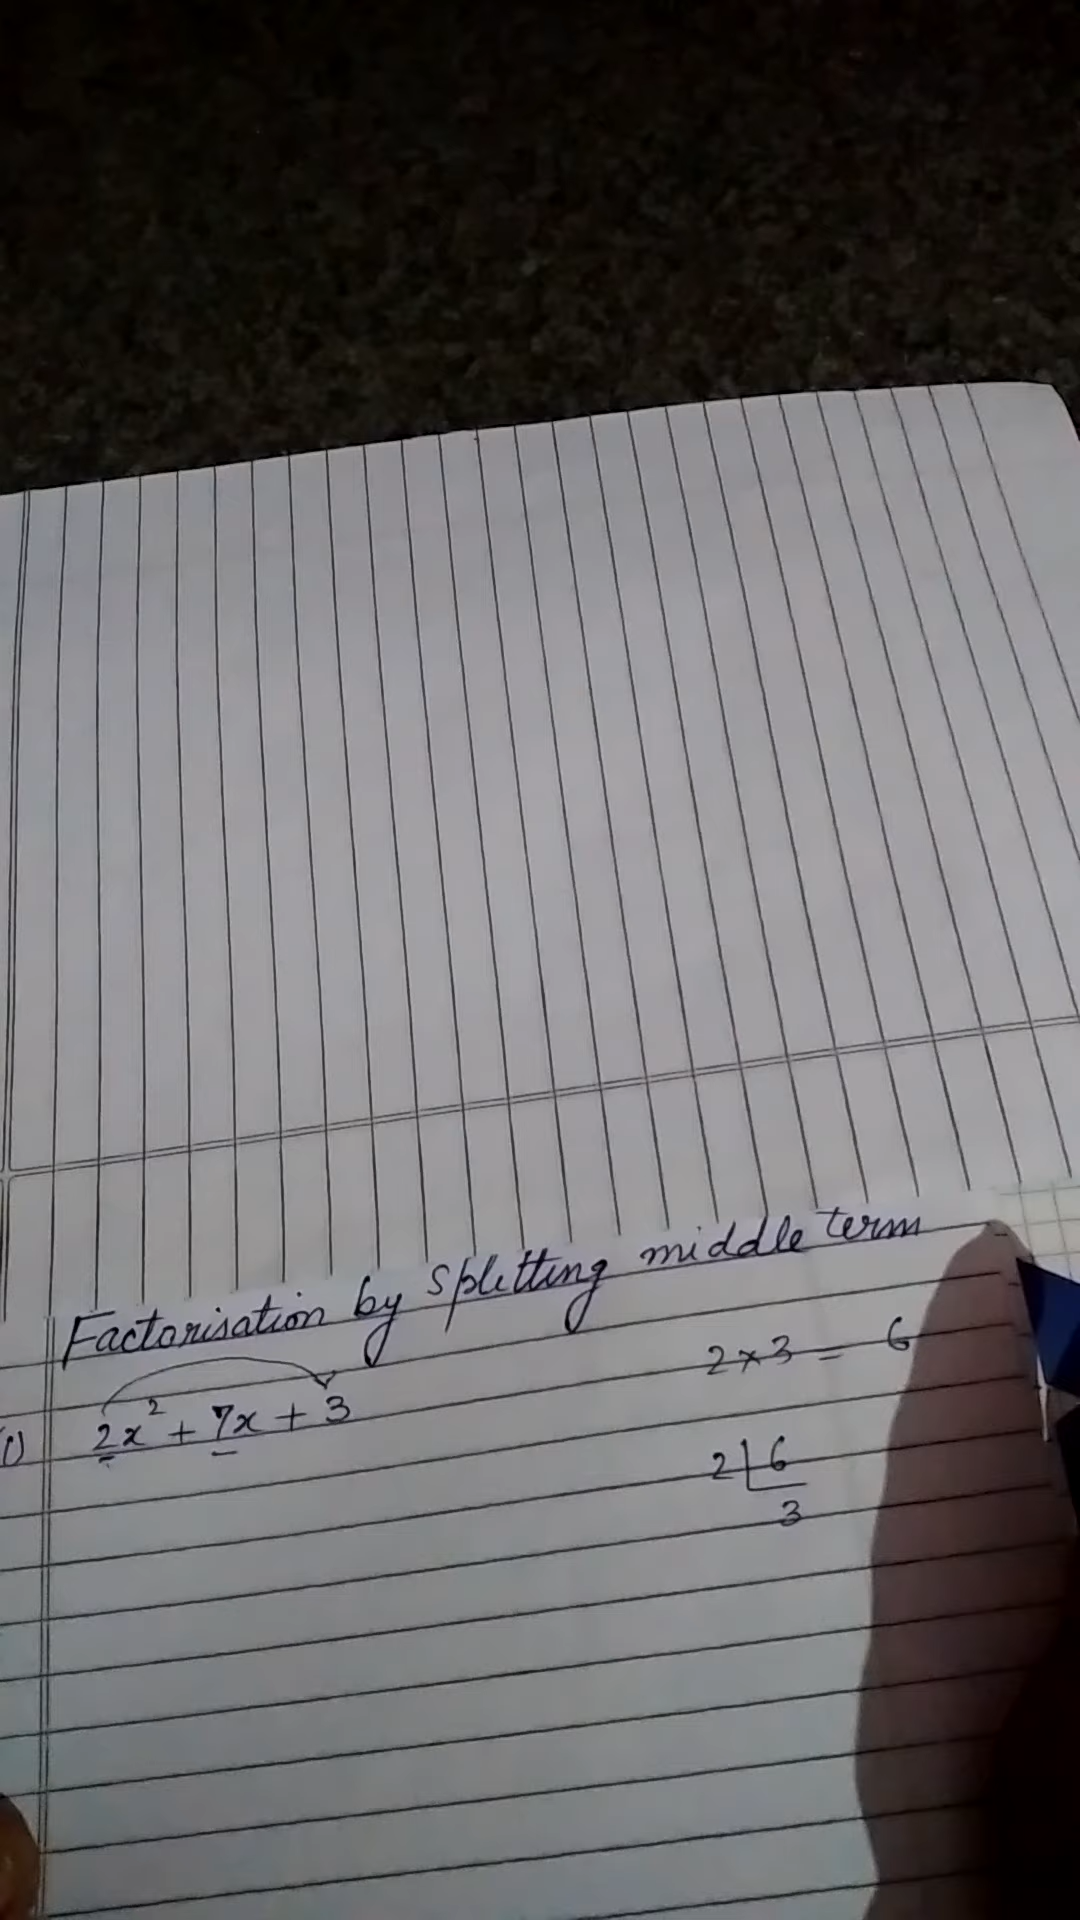 Factorisation by splitting middle term
(1) 2x² + 7x + 3
2 × 3 = 6
2 | 6
3